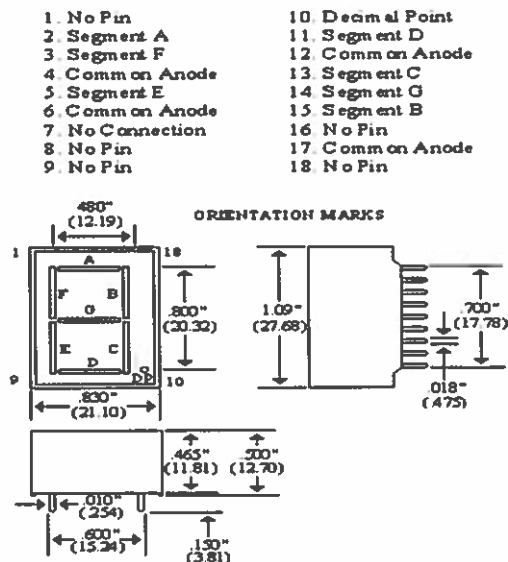 1. No Pin
2. Segment A
3. Segment F
4. Common Anode
5. Segment E
6. Common Anode
7. No Connection
8. No Pin
9. No Pin
10. Decimal Point
11. Segment D
12. Common Anode
13. Segment C
14. Segment G
15. Segment B
16. No Pin
17. Common Anode
18. No Pin
.480"
(12.19)
ORIENTATION MARKS
1
18
A
F
B
G
E
C
D
DP
9
10
.800"
(20.32)
1.09"
(27.68)
.700"
(17.78)
.018"
(.475)
.830"
(21.10)
.465"
(11.81)
.500"
(12.70)
.010"
(.254)
.600"
(15.24)
.150"
(3.81)